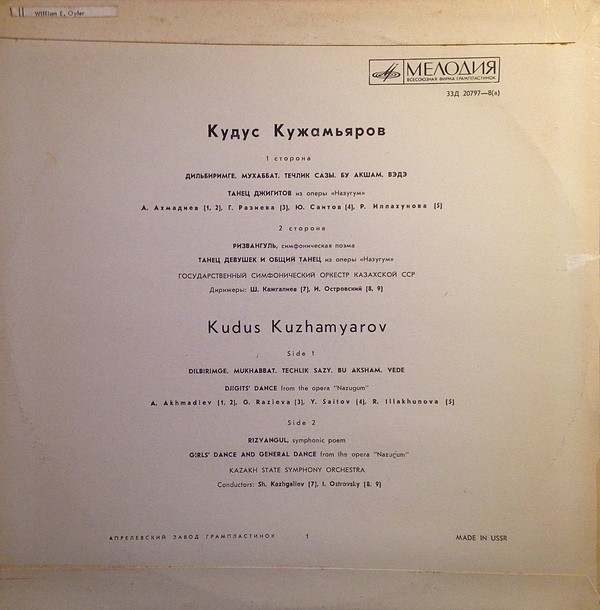 William E. Oyler
МЕЛОДИЯ
ВСЕСОЮЗНАЯ ФИРМА ГРАМПЛАСТИНОК
33Д 20797—8(а)
Кудус Кужамьяров
1 сторона
ДИЛЬБИРИМГЕ, МУХАББАТ, ТЕЧЛИК САЗЫ, БУ АКШАМ, ВЭДЭ
ТАНЕЦ ДЖИГИТОВ из оперы «Назугум»
А. Ахмадиев [1, 2], Г. Разиева [3], Ю. Саитов [4], Р. Иллахунова [5]
2 сторона
РИЗВАНГУЛЬ, симфоническая поэма
ТАНЕЦ ДЕВУШЕК И ОБЩИЙ ТАНЕЦ из оперы «Назугум»
ГОСУДАРСТВЕННЫЙ СИМФОНИЧЕСКИЙ ОРКЕСТР КАЗАХСКОЙ ССР
Дирижеры: Ш. Кажгалиев [7], И. Островский [8, 9]
Kudus Kuzhamyarov
Side 1
DILBIRIMGE, MUKHABBAT, TECHLIK SAZY, BU AKSHAM, VEDE
DJIGITS' DANCE from the opera "Nazugum"
A. Akhmadiev [1, 2], G. Razieva [3], Y. Saitov [4], R. Illakhunova [5]
Side 2
RIZVANGUL, symphonic poem
GIRLS' DANCE AND GENERAL DANCE from the opera "Nazugum"
KAZAKH STATE SYMPHONY ORCHESTRA
Conductors: Sh. Kazhgaliev [7], I. Ostrovsky [8, 9]
АПРЕЛЕВСКИЙ ЗАВОД ГРАМПЛАСТИНОК 1 MADE IN USSR